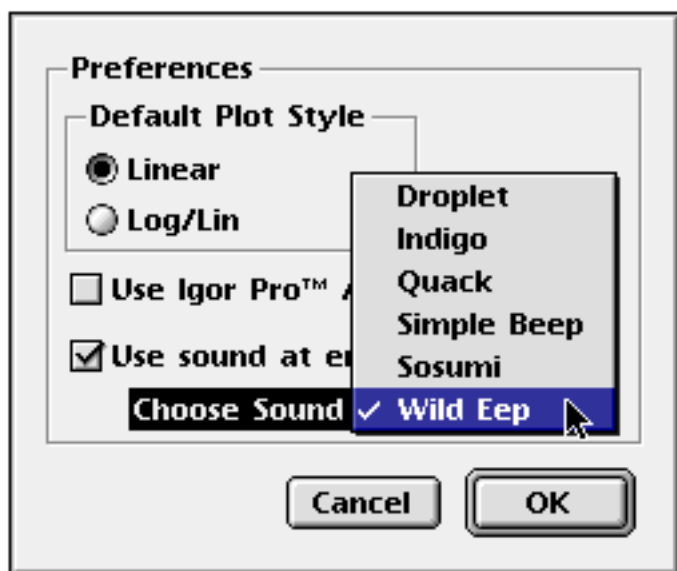 Preferences
Default Plot Style
Linear
Log/Lin
Use Igor Pro™
Use sound at
Choose Sound
Droplet
Indigo
Quack
Simple Beep
Sosumi
Wild Eep
Cancel
OK